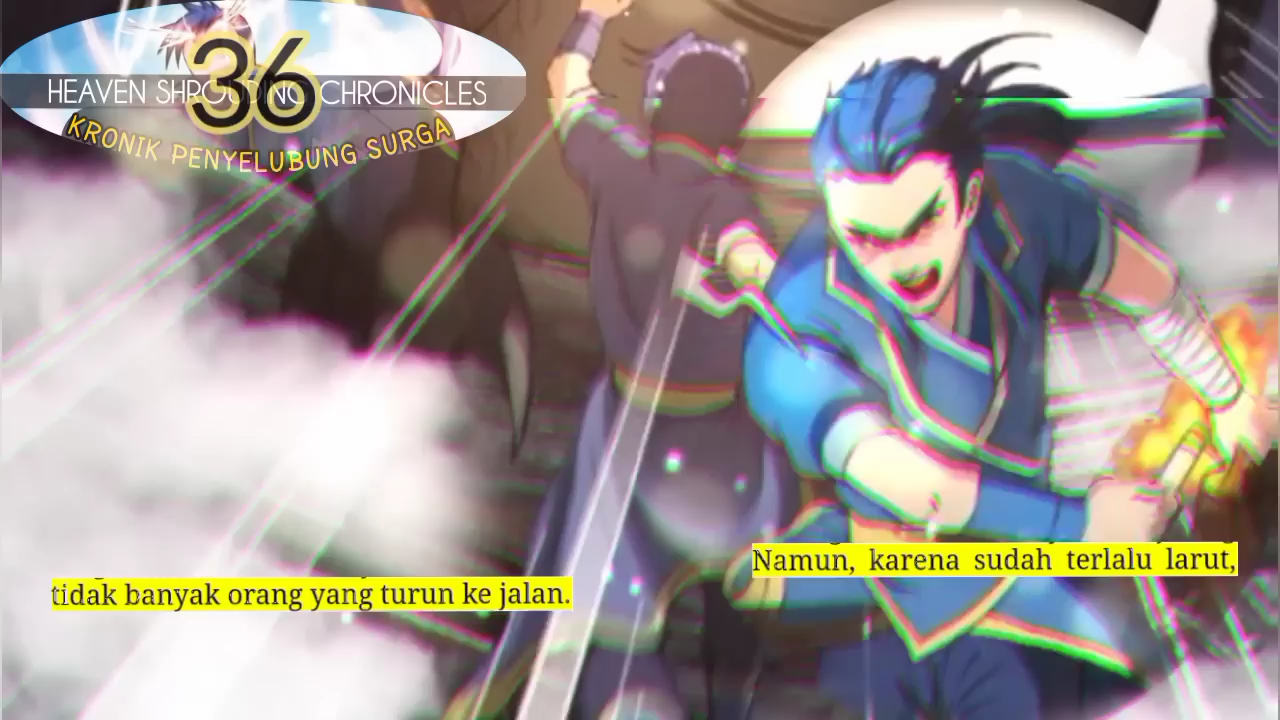 36
HEAVEN SHROUDING CHRONICLES
KRONIK PENYELUBUNG SURGA
Namun, karena sudah terlalu larut,
tidak banyak orang yang turun ke jalan.